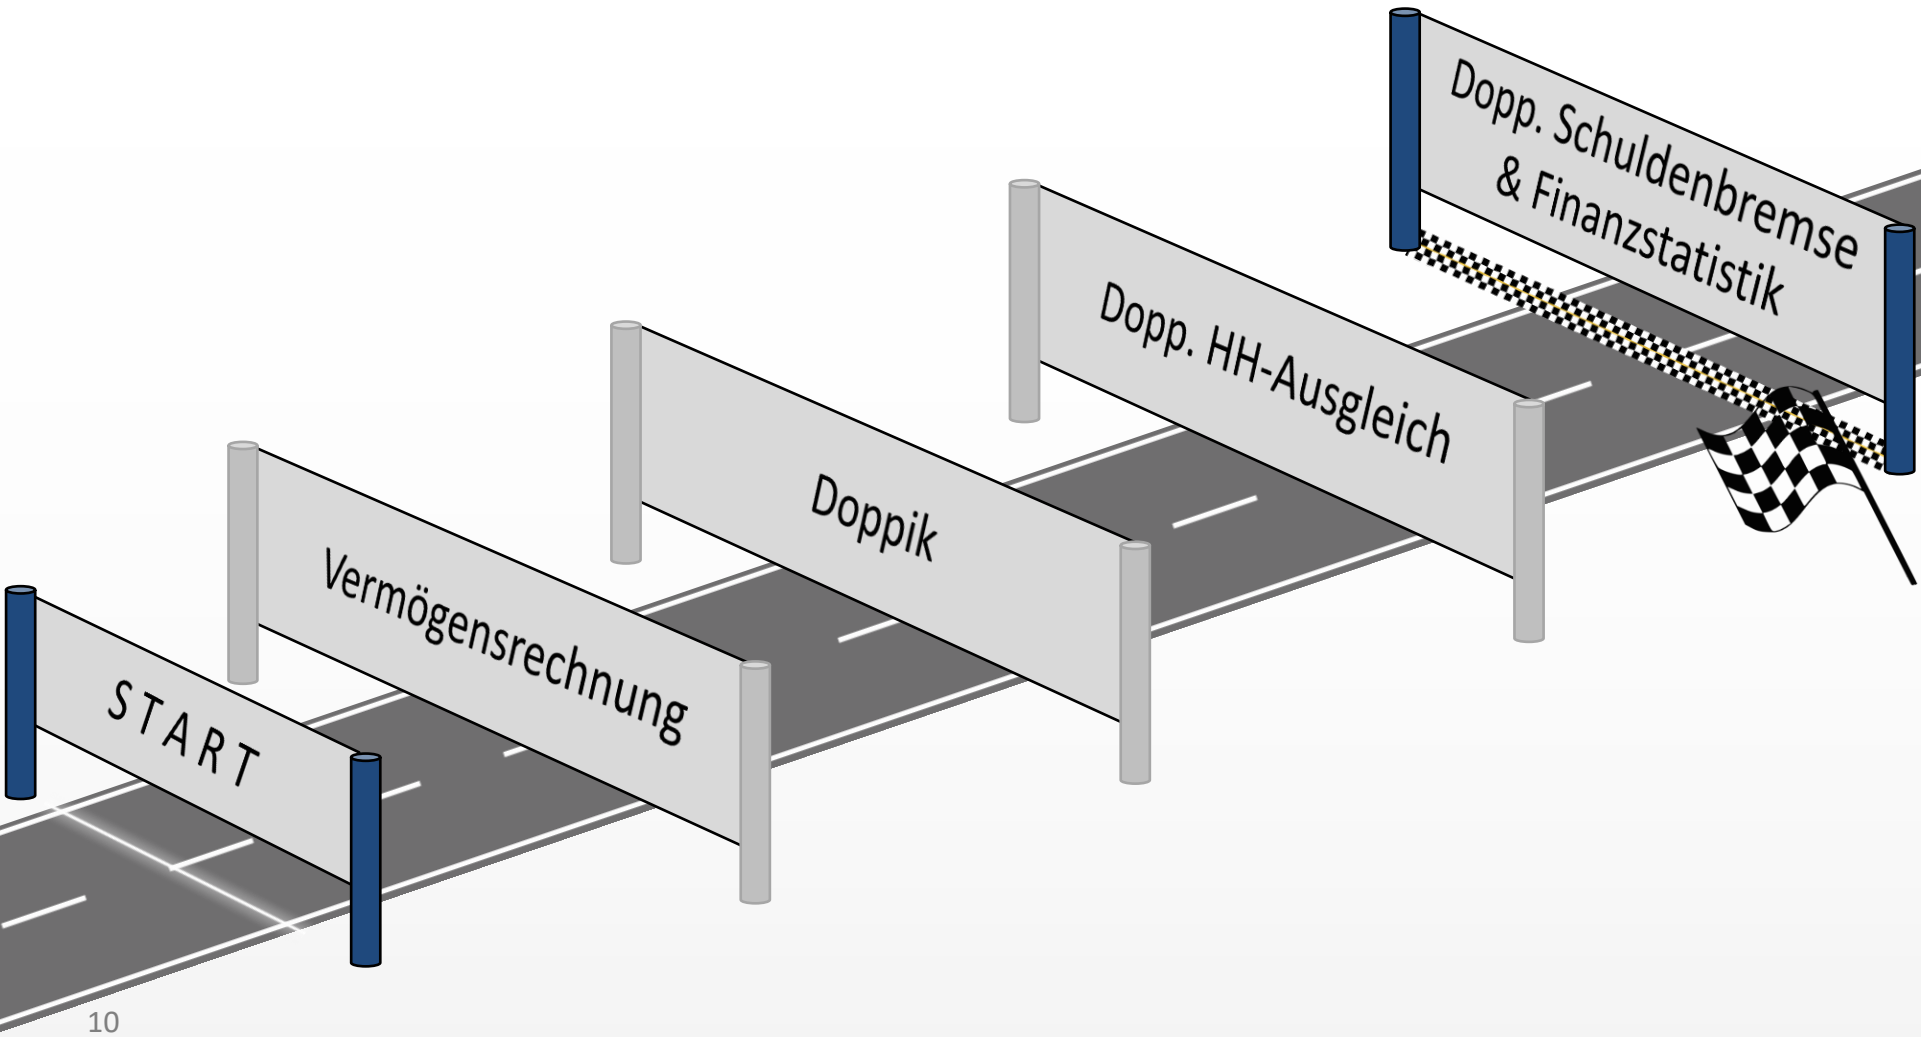 Dopp. Schuldenbremse
& Finanzstatistik
Dopp. HH-Ausgleich
Doppik
Vermögensrechnung
START
10